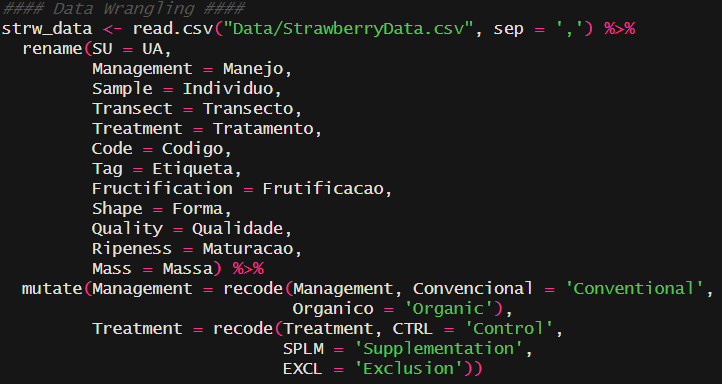 #### Data Wrangling ####
strw_data <- read.csv("Data/StrawberryData.csv", sep = ',') %>%
  rename(SU = UA,
         Management = Manejo,
         Sample = Individuo,
         Transect = Transecto,
         Treatment = Tratamento,
         Code = Codigo,
         Tag = Etiqueta,
         Fructification = Frutificacao,
         Shape = Forma,
         Quality = Qualidade,
         Ripeness = Maturacao,
         Mass = Massa) %>%
  mutate(Management = recode(Management, Convencional = 'Conventional',
                             Organico = 'Organic'),
         Treatment = recode(Treatment, CTRL = 'Control',
                            SPLM = 'Supplementation',
                            EXCL = 'Exclusion'))